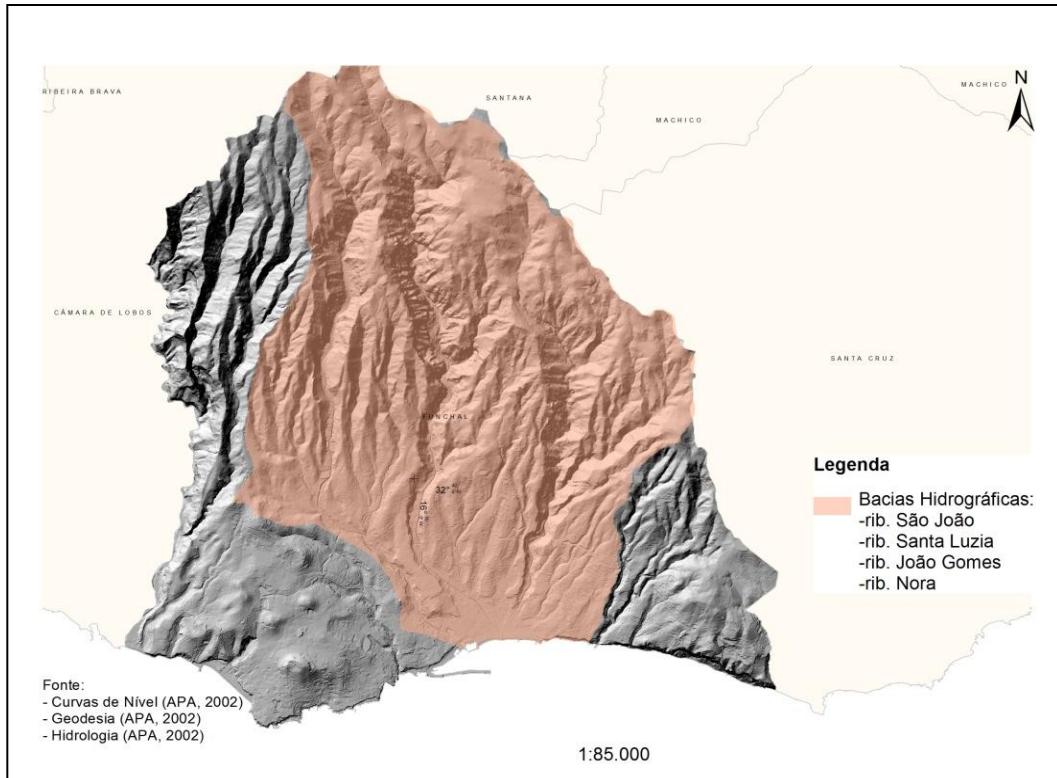 RIBEIRA BRAVA
SANTANA
MACHICO
MACHICO
N
CÂMARA DE LOBOS
SANTA CRUZ
FUNCHAL
32°
16°
Legenda
Bacias Hidrográficas:
-rib. São João
-rib. Santa Luzia
-rib. João Gomes
-rib. Nora
Fonte:
- Curvas de Nível (APA, 2002)
- Geodesia (APA, 2002)
- Hidrologia (APA, 2002)
1:85.000